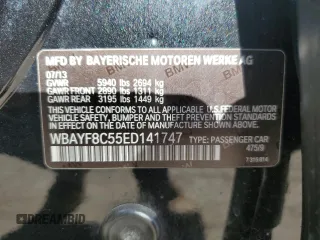 MFD BY BAYERISCHE MOTOREN WERKE AG
07/13
GVWR 5940 lbs 2694 kg
GAWR FRONT 2890 lbs 1311 kg
GAWR REAR 3195 lbs 1449 kg
THIS VEHICLE CONFORMS TO ALL APPLICABLE U.S. FEDERAL MOTOR
VEHICLE SAFETY, BUMPER AND THEFT PREVENTION STANDARDS IN
EFFECT ON THE DATE OF MANUFACTURE SHOWN ABOVE.
WBAYF8C55ED141747 TYPE: PASSENGER CAR
475/9